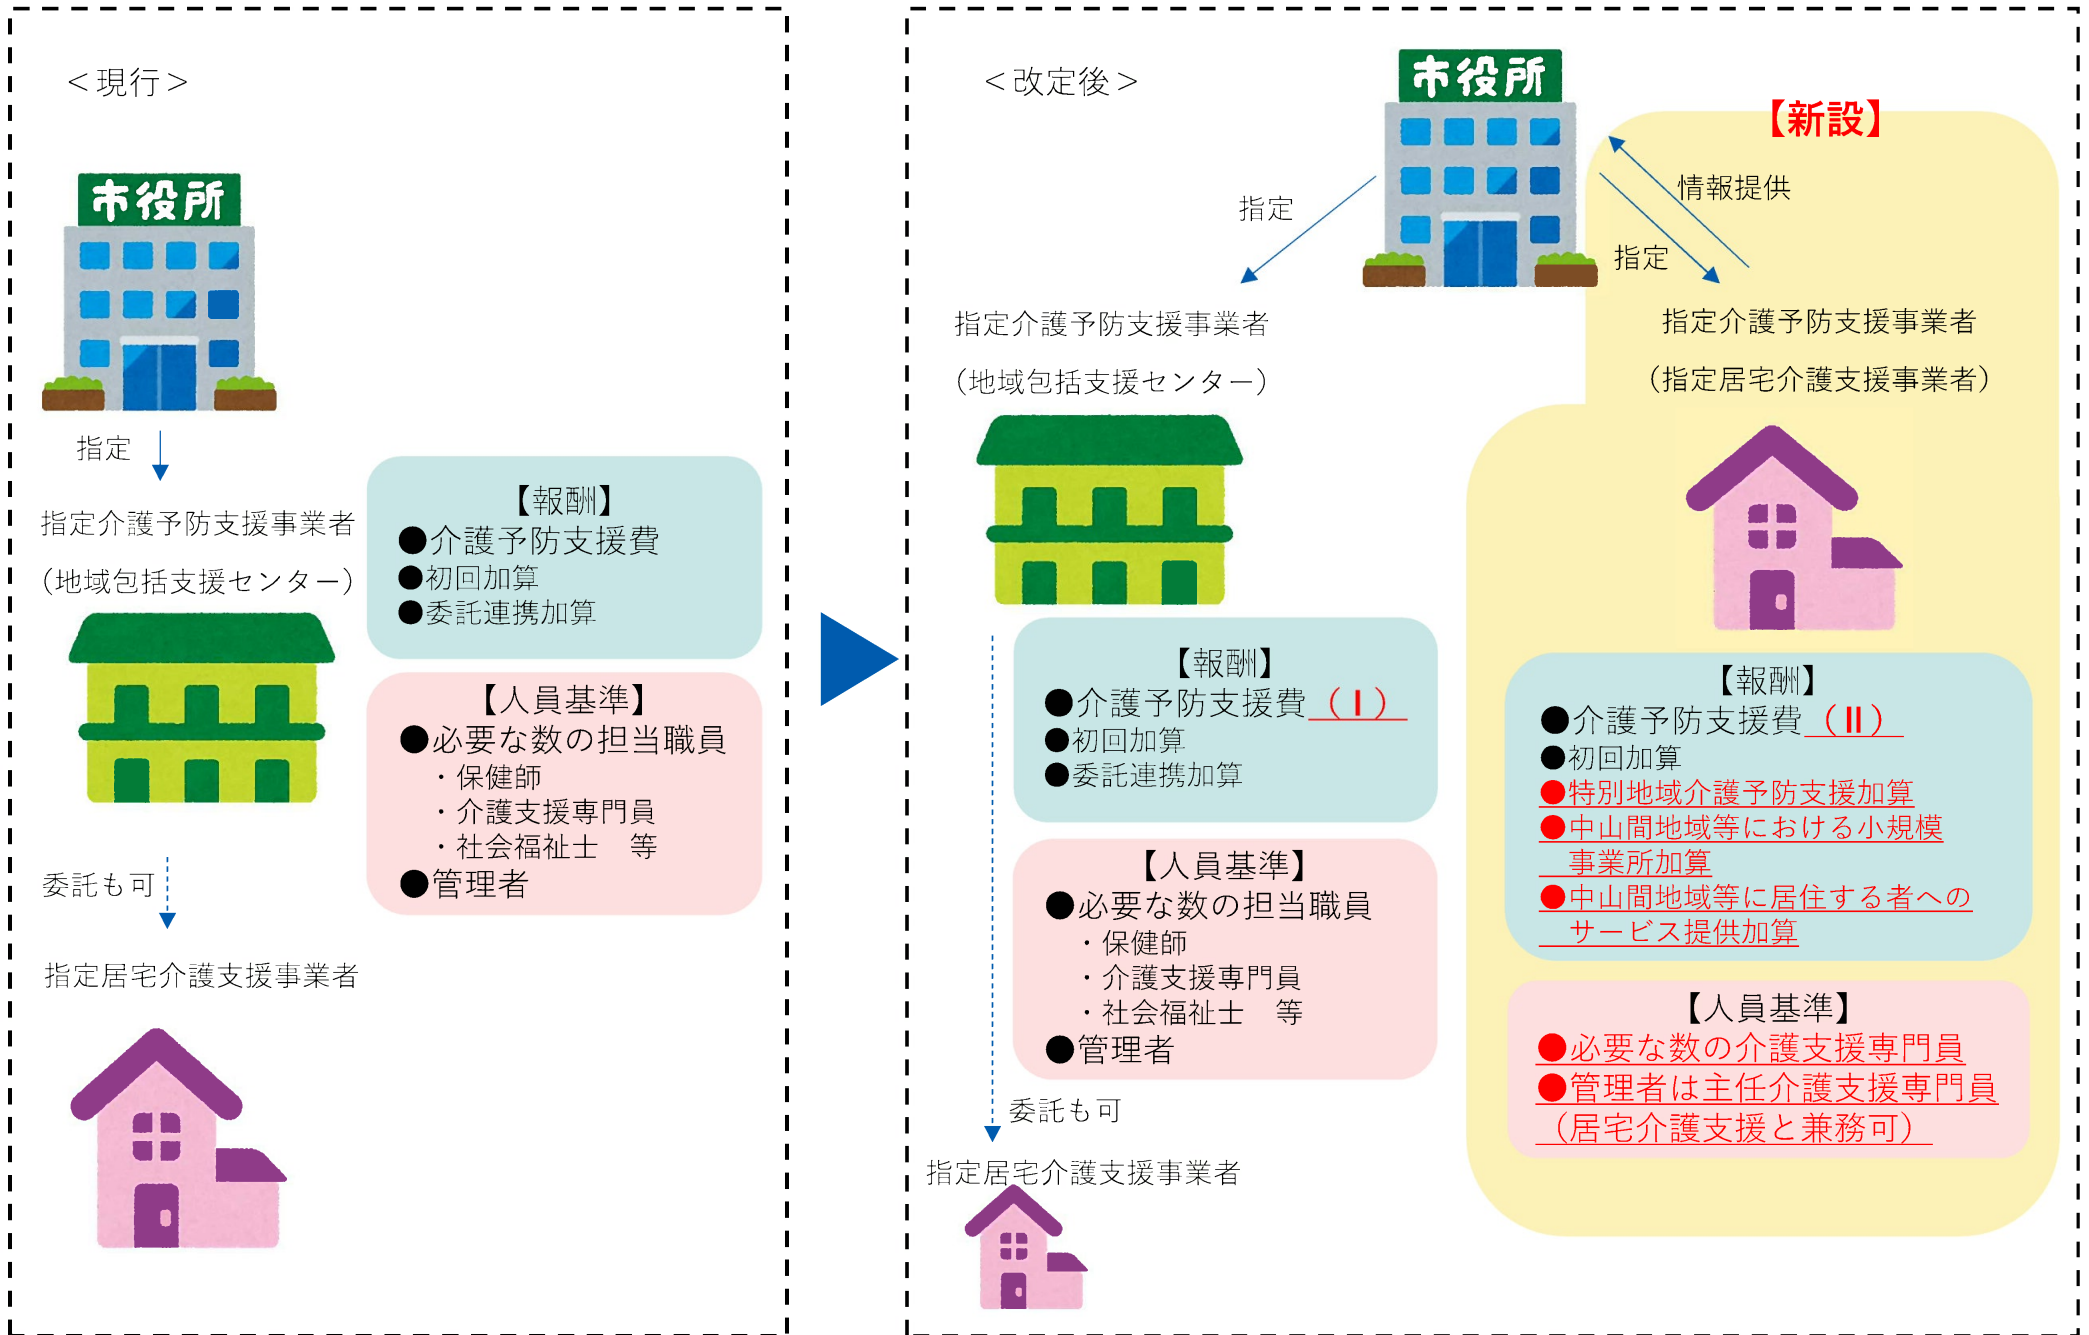 ＜現行＞
市役所
指定
指定介護予防支援事業者
（地域包括支援センター）
【報酬】
●介護予防支援費
●初回加算
●委託連携加算
【人員基準】
●必要な数の担当職員
・保健師
・介護支援専門員
・社会福祉士　等
●管理者
委託も可
指定居宅介護支援事業者
＜改定後＞
市役所
【新設】
指定
情報提供
指定
指定介護予防支援事業者
（地域包括支援センター）
【報酬】
●介護予防支援費（Ⅰ）
●初回加算
●委託連携加算
【人員基準】
●必要な数の担当職員
・保健師
・介護支援専門員
・社会福祉士　等
●管理者
委託も可
指定居宅介護支援事業者
指定介護予防支援事業者
（指定居宅介護支援事業者）
【報酬】
●介護予防支援費（Ⅱ）
●初回加算
●特別地域介護予防支援加算
●中山間地域等における小規模
事業所加算
●中山間地域等に居住する者への
サービス提供加算
【人員基準】
●必要な数の介護支援専門員
●管理者は主任介護支援専門員
（居宅介護支援と兼務可）